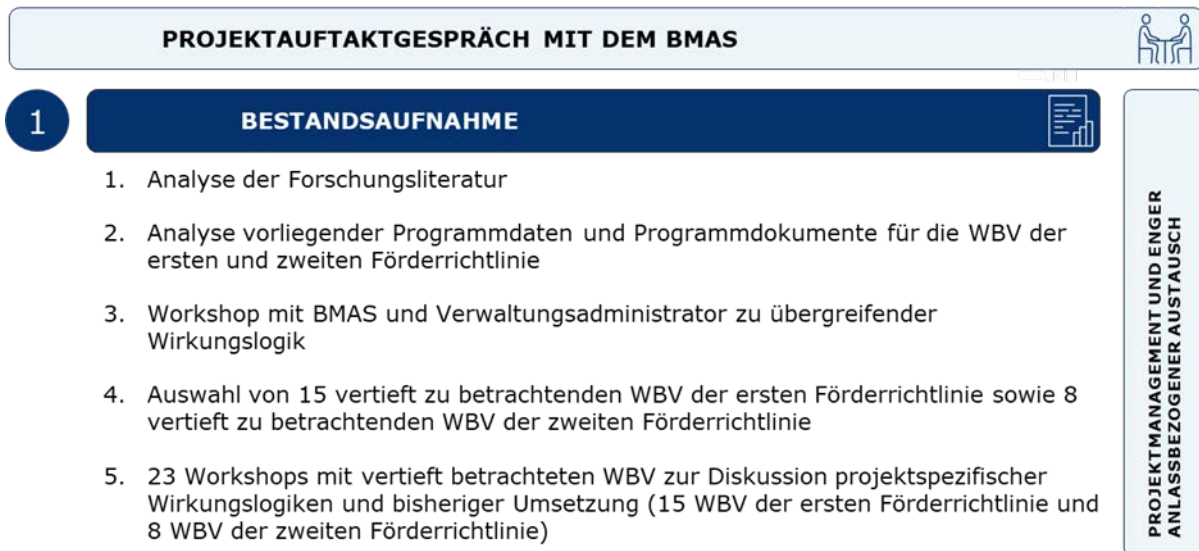 PROJEKTAUFTAKTGESPRÄCH MIT DEM BMAS
1
BESTANDSAUFNAHME
1. Analyse der Forschungsliteratur
2. Analyse vorliegender Programmdaten und Programmdokumente für die WBV der
ersten und zweiten Förderrichtlinie
3. Workshop mit BMAS und Verwaltungsadministrator zu übergreifender
Wirkungslogik
4. Auswahl von 15 vertieft zu betrachtenden WBV der ersten Förderrichtlinie sowie 8
vertieft zu betrachtenden WBV der zweiten Förderrichtlinie
5. 23 Workshops mit vertieft betrachteten WBV zur Diskussion projektspezifischer
Wirkungslogiken und bisheriger Umsetzung (15 WBV der ersten Förderrichtlinie und
8 WBV der zweiten Förderrichtlinie)
PROJEKTMANAGEMENT UND ENGER
ANLASSBEZOGENER AUSTAUSCH